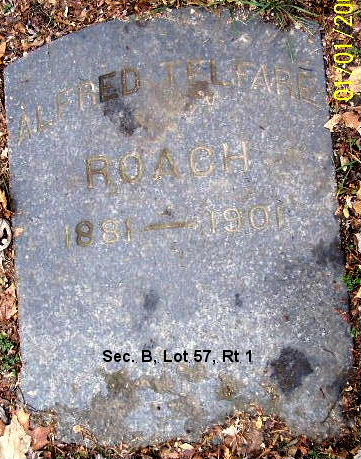 ALFRED TELFARE
ROACH
1881—1901
Sec. B, Lot 57, Rt 1